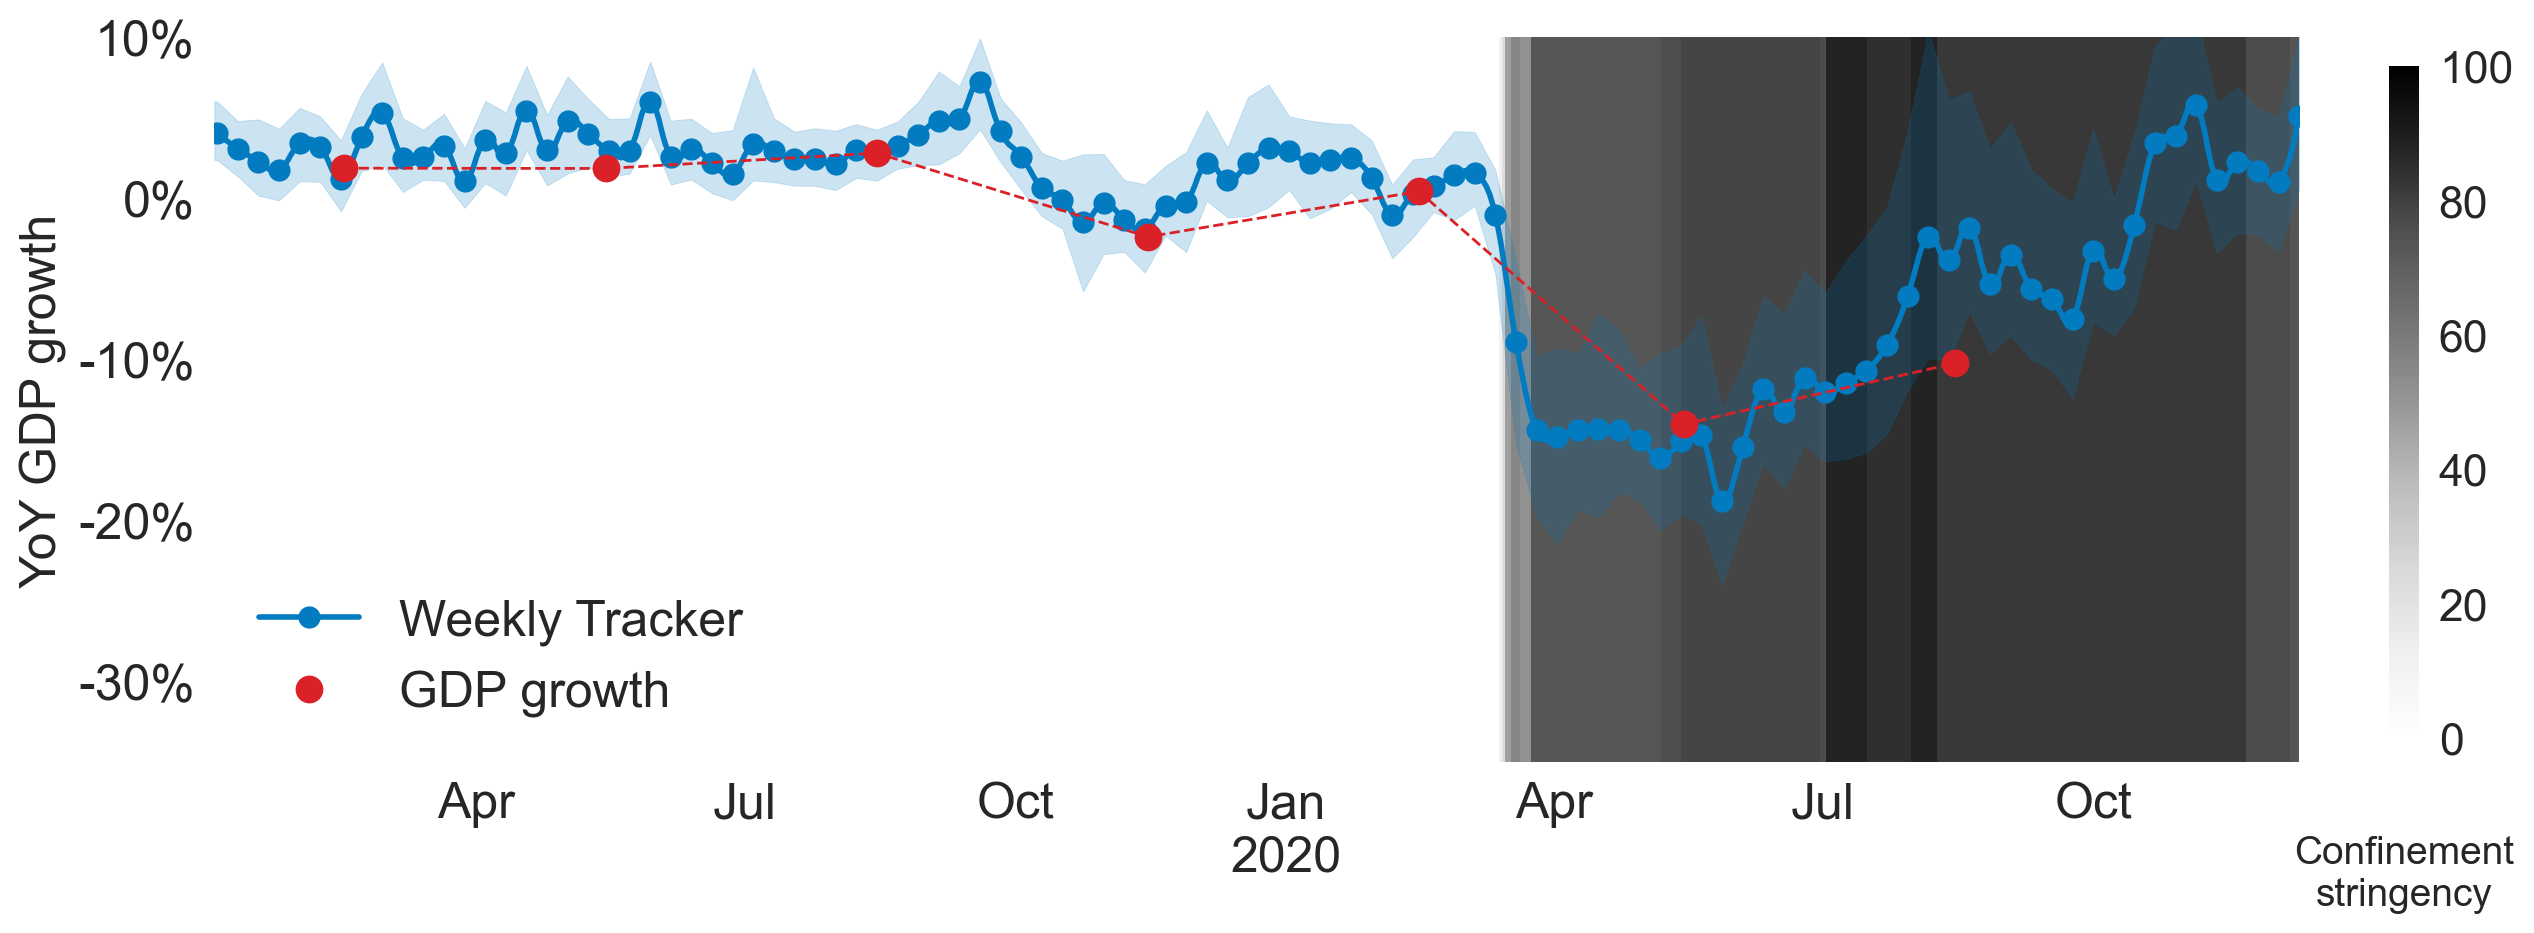 10%
0%
-10%
-20%
-30%
YoY GDP growth
Weekly Tracker
GDP growth
Apr
Jul
Oct
Jan
2020
Apr
Jul
Oct
100
80
60
40
20
0
Confinement
stringency